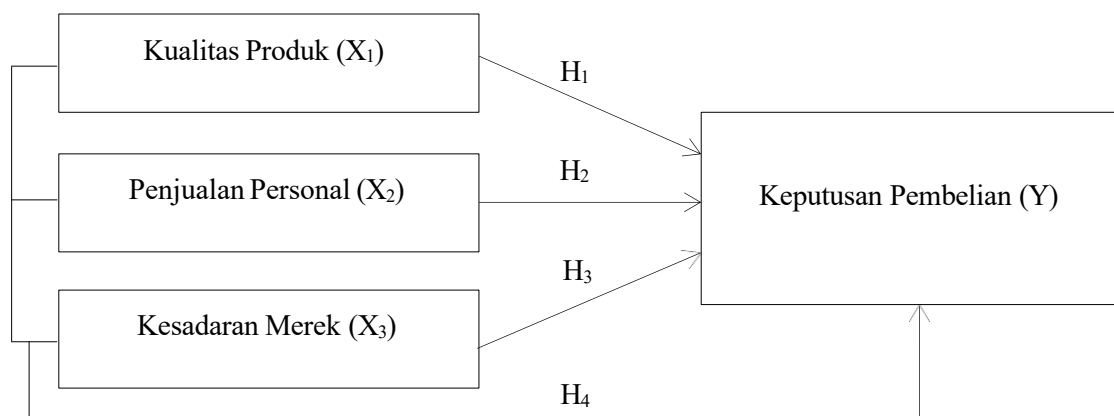 Kualitas Produk (X₁)
H₁
Penjualan Personal (X₂)
H₂
Keputusan Pembelian (Y)
H₃
Kesadaran Merek (X₃)
H₄